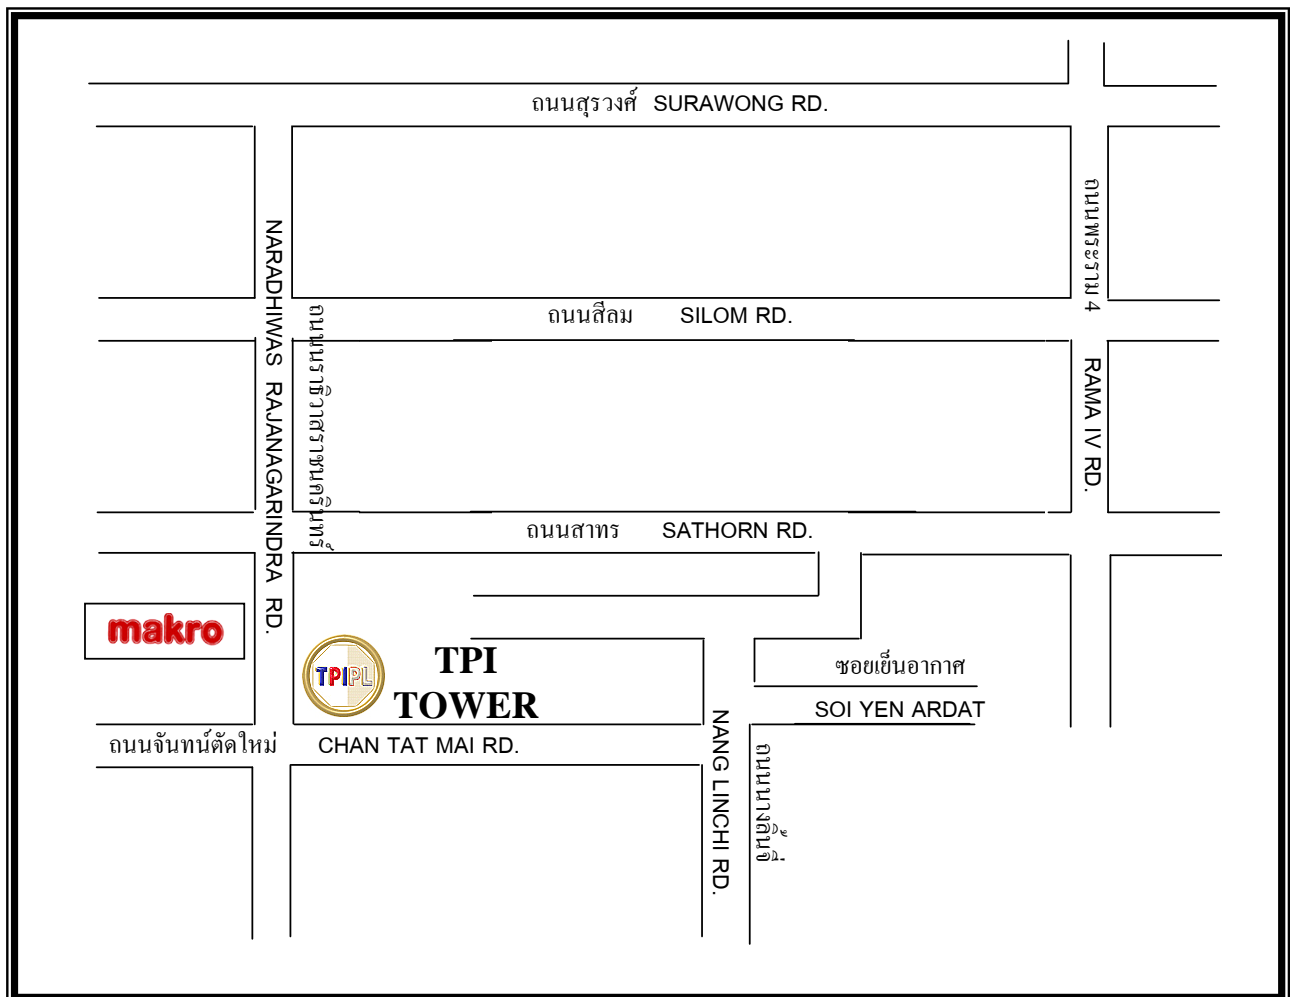 ถนนสุรวงศ์ SURAWONG RD.
ถนนพระราม 4 RAMA IV RD.
NARADHIWAS RAJANAGARINDRA RD.
ถนนนราธิวาสราชนครินทร์
ถนนสีลม SILOM RD.
ถนนสาทร SATHORN RD.
makro
TPIPL
TPI
TOWER
ซอยเย็นอากาศ
SOI YEN ARDAT
ถนนจันทน์ตัดใหม่ CHAN TAT MAI RD.
NANG LINCHI RD.
ถนนนางลิ้นจี่